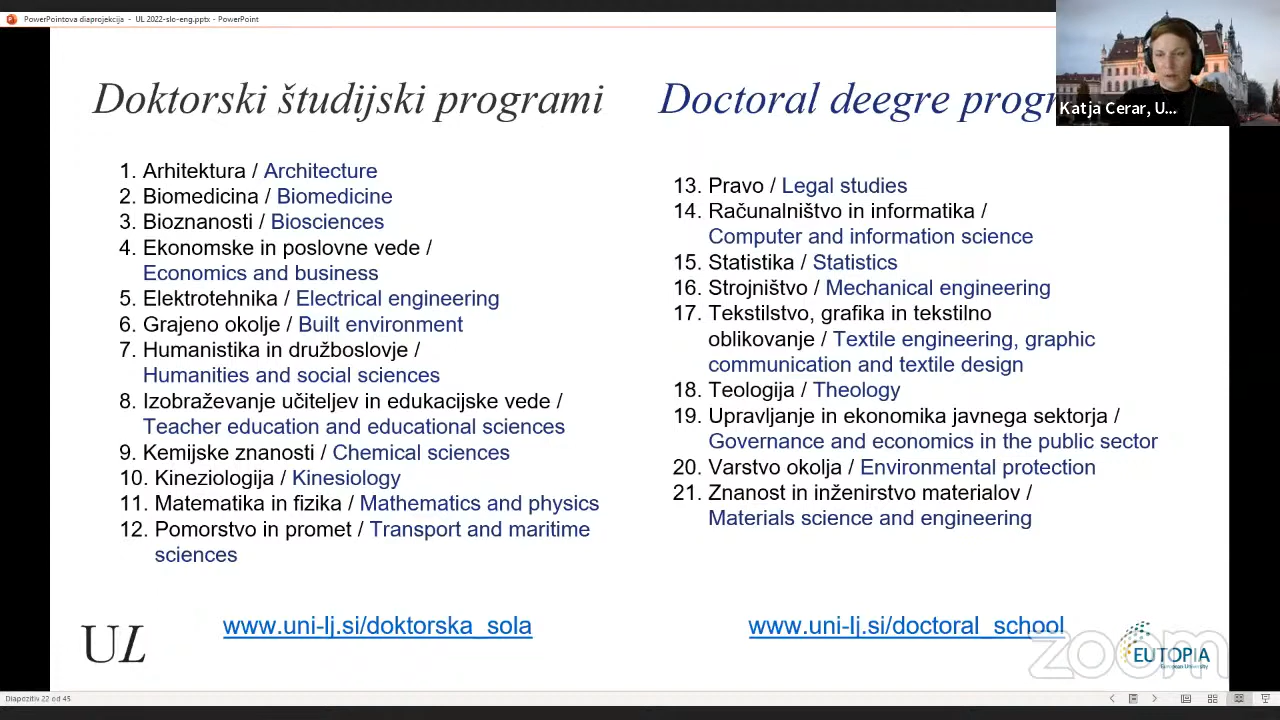 PowerPointova diaprojekcija - UL 2022-slo-eng.pptx - PowerPoint
Doktorski študijski programi
Doctoral deegre progr
Katja Cerar, U...
1. Arhitektura / Architecture
2. Biomedicina / Biomedicine
3. Bioznanosti / Biosciences
4. Ekonomske in poslovne vede /
Economics and business
5. Elektrotehnika / Electrical engineering
6. Grajeno okolje / Built environment
7. Humanistika in družboslovje /
Humanities and social sciences
8. Izobraževanje učiteljev in edukacijske vede /
Teacher education and educational sciences
9. Kemijske znanosti / Chemical sciences
10. Kineziologija / Kinesiology
11. Matematika in fizika / Mathematics and physics
12. Pomorstvo in promet / Transport and maritime
sciences
13. Pravo / Legal studies
14. Računalništvo in informatika /
Computer and information science
15. Statistika / Statistics
16. Strojništvo / Mechanical engineering
17. Tekstilstvo, grafika in tekstilno
oblikovanje / Textile engineering, graphic
communication and textile design
18. Teologija / Theology
19. Upravljanje in ekonomika javnega sektorja /
Governance and economics in the public sector
20. Varstvo okolja / Environmental protection
21. Znanost in inženirstvo materialov /
Materials science and engineering
www.uni-lj.si/doktorska_sola
www.uni-lj.si/doctoral_school
UL
zoom
EUTOPIA
European University
Diapozitiv 22 od 45